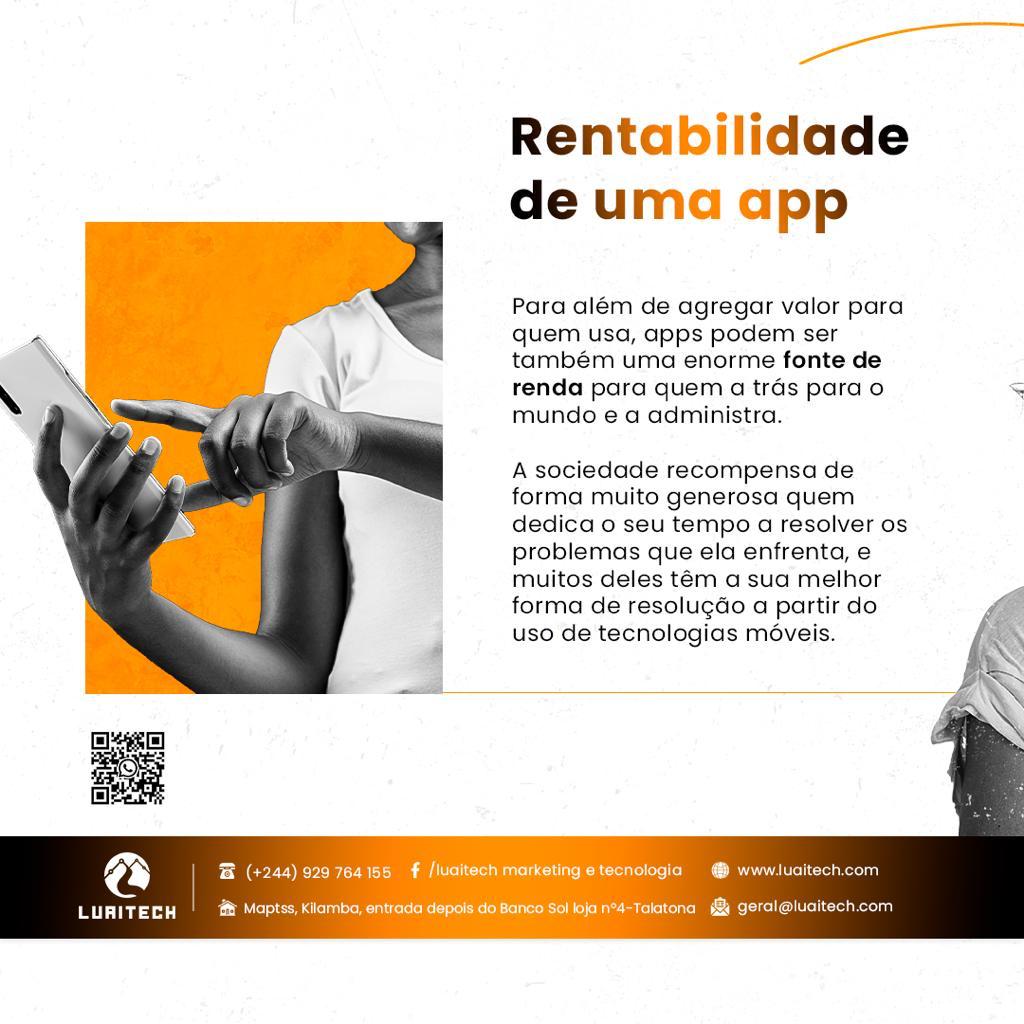 Rentabilidade
de uma app
Para além de agregar valor para
quem usa, apps podem ser
também uma enorme fonte de
renda para quem a trás para o
mundo e a administra.
A sociedade recompensa de
forma muito generosa quem
dedica o seu tempo a resolver os
problemas que ela enfrenta, e
muitos deles têm a sua melhor
forma de resolução a partir do
uso de tecnologias móveis.
LUAITECH
(+244) 929 764 155
/luaitech marketing e tecnologia
www.luaitech.com
Maptss, Kilamba, entrada depois do Banco Sol loja nº4-Talatona
geral@luaitech.com